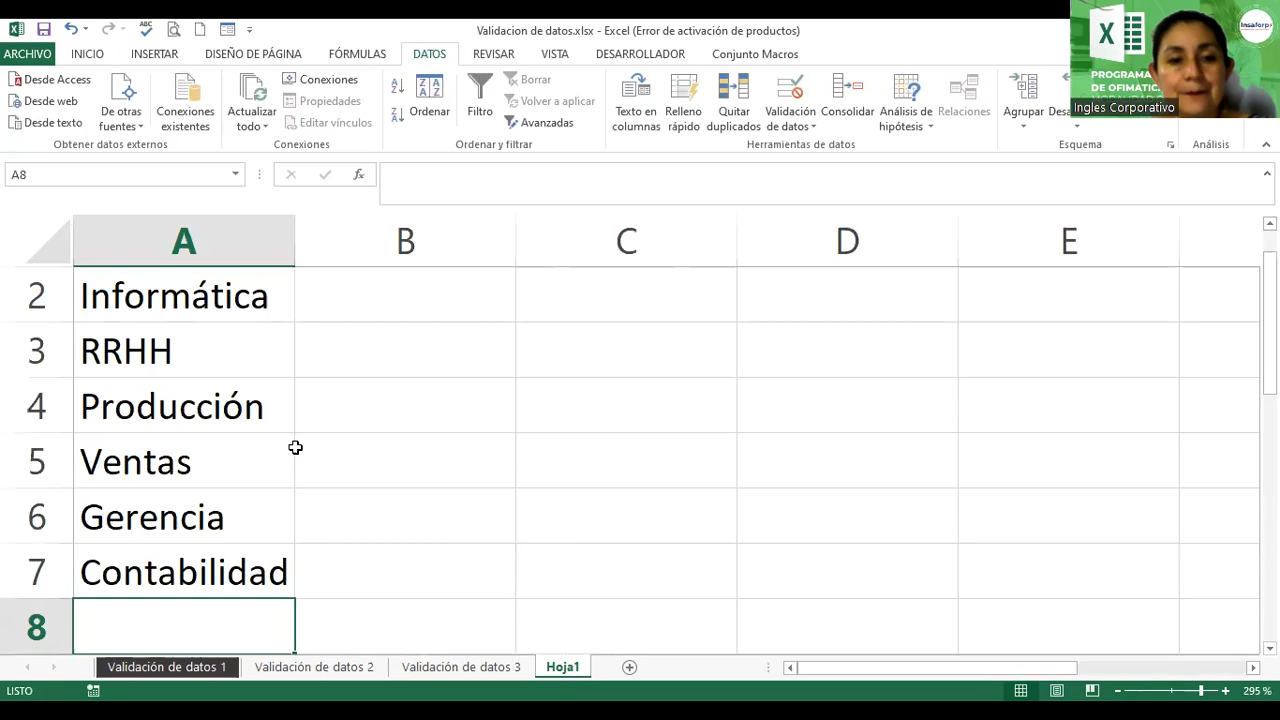 Validacion de datos.xlsx - Excel (Error de activación de productos)
ARCHIVO INICIO INSERTAR DISEÑO DE PÁGINA FÓRMULAS DATOS REVISAR VISTA DESARROLLADOR Conjunto Macros
Desde Access
Desde web
Desde texto
De otras
fuentes
Conexiones
existentes
Obtener datos externos
Actualizar
todo
Conexiones
Propiedades
Editar vínculos
Conexiones
Ordenar
Filtro
Borrar
Volver a aplicar
Avanzadas
Ordenar y filtrar
Texto en
columnas
Relleno
rápido
Quitar
duplicados
Validación
de datos
Consolidar
Análisis de
hipótesis
Relaciones
Herramientas de datos
Agrupar
Esquema
Análisis
PROGRAMA
DE OFIMÁTICA
Ingles Corporativo
Insaforp
A8
A B C D E
2 Informática
3 RRHH
4 Producción
5 Ventas
6 Gerencia
7 Contabilidad
8
Validación de datos 1 Validación de datos 2 Validación de datos 3 Hoja1
LISTO 295 %